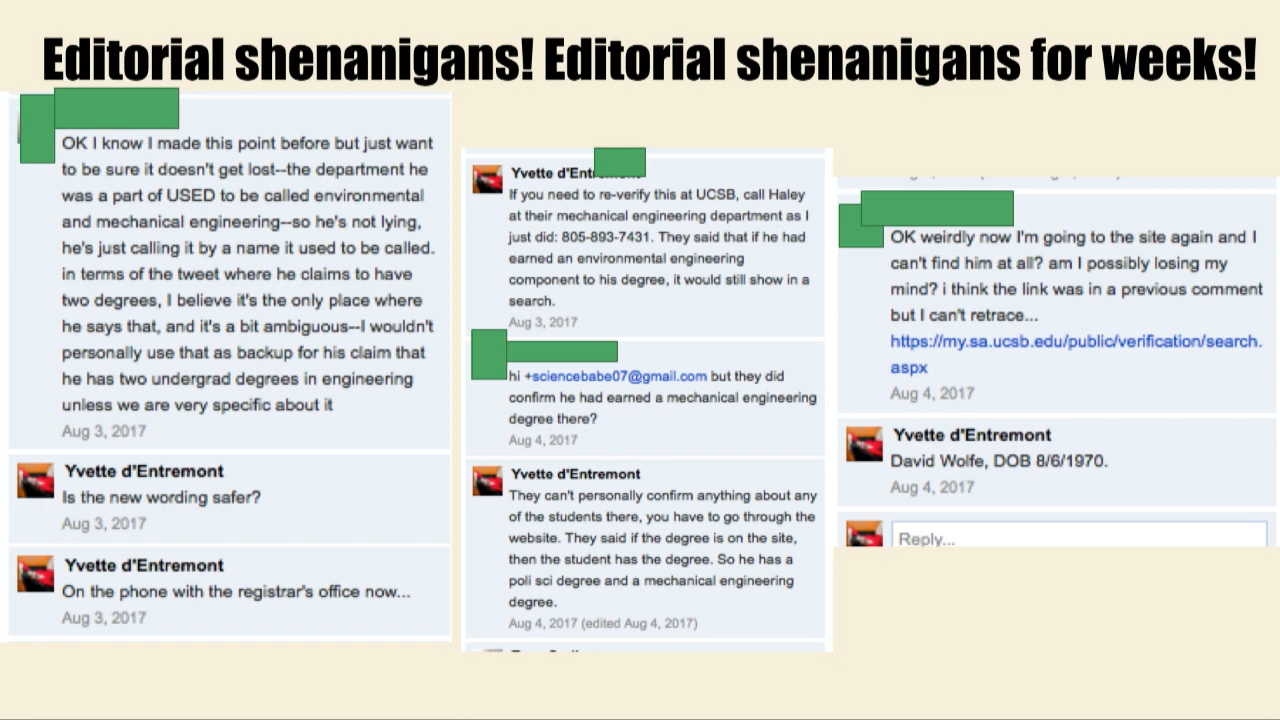 Editorial shenanigans! Editorial shenanigans for weeks!
OK I know I made this point before but just want
to be sure it doesn't get lost--the department he
was a part of USED to be called environmental
and mechanical engineering--so he's not lying,
he's just calling it by a name it used to be called.
in terms of the tweet where he claims to have
two degrees, I believe it's the only place where
he says that, and it's a bit ambiguous--I wouldn't
personally use that as backup for his claim that
he has two undergrad degrees in engineering
unless we are very specific about it
Aug 3, 2017
Yvette d'Entremont
Is the new wording safer?
Aug 3, 2017
Yvette d'Entremont
On the phone with the registrar's office now...
Aug 3, 2017
Yvette d'Entremont
If you need to re-verify this at UCSB, call Haley
at their mechanical engineering department as I
just did: 805-893-7431. They said that if he had
earned an environmental engineering
component to his degree, it would still show in a
search.
Aug 3, 2017
hi +sciencebabe07@gmail.com but they did
confirm he had earned a mechanical engineering
degree there?
Aug 4, 2017
Yvette d'Entremont
They can't personally confirm anything about any
of the students there, you have to go through the
website. They said if the degree is on the site,
then the student has the degree. So he has a
poli sci degree and a mechanical engineering
degree.
Aug 4, 2017 (edited Aug 4, 2017)
OK weirdly now I'm going to the site again and I
can't find him at all? am I possibly losing my
mind? i think the link was in a previous comment
but I can't retrace...
https://my.sa.ucsb.edu/public/verification/search.
aspx
Aug 4, 2017
Yvette d'Entremont
David Wolfe, DOB 8/6/1970.
Aug 4, 2017
Reply...